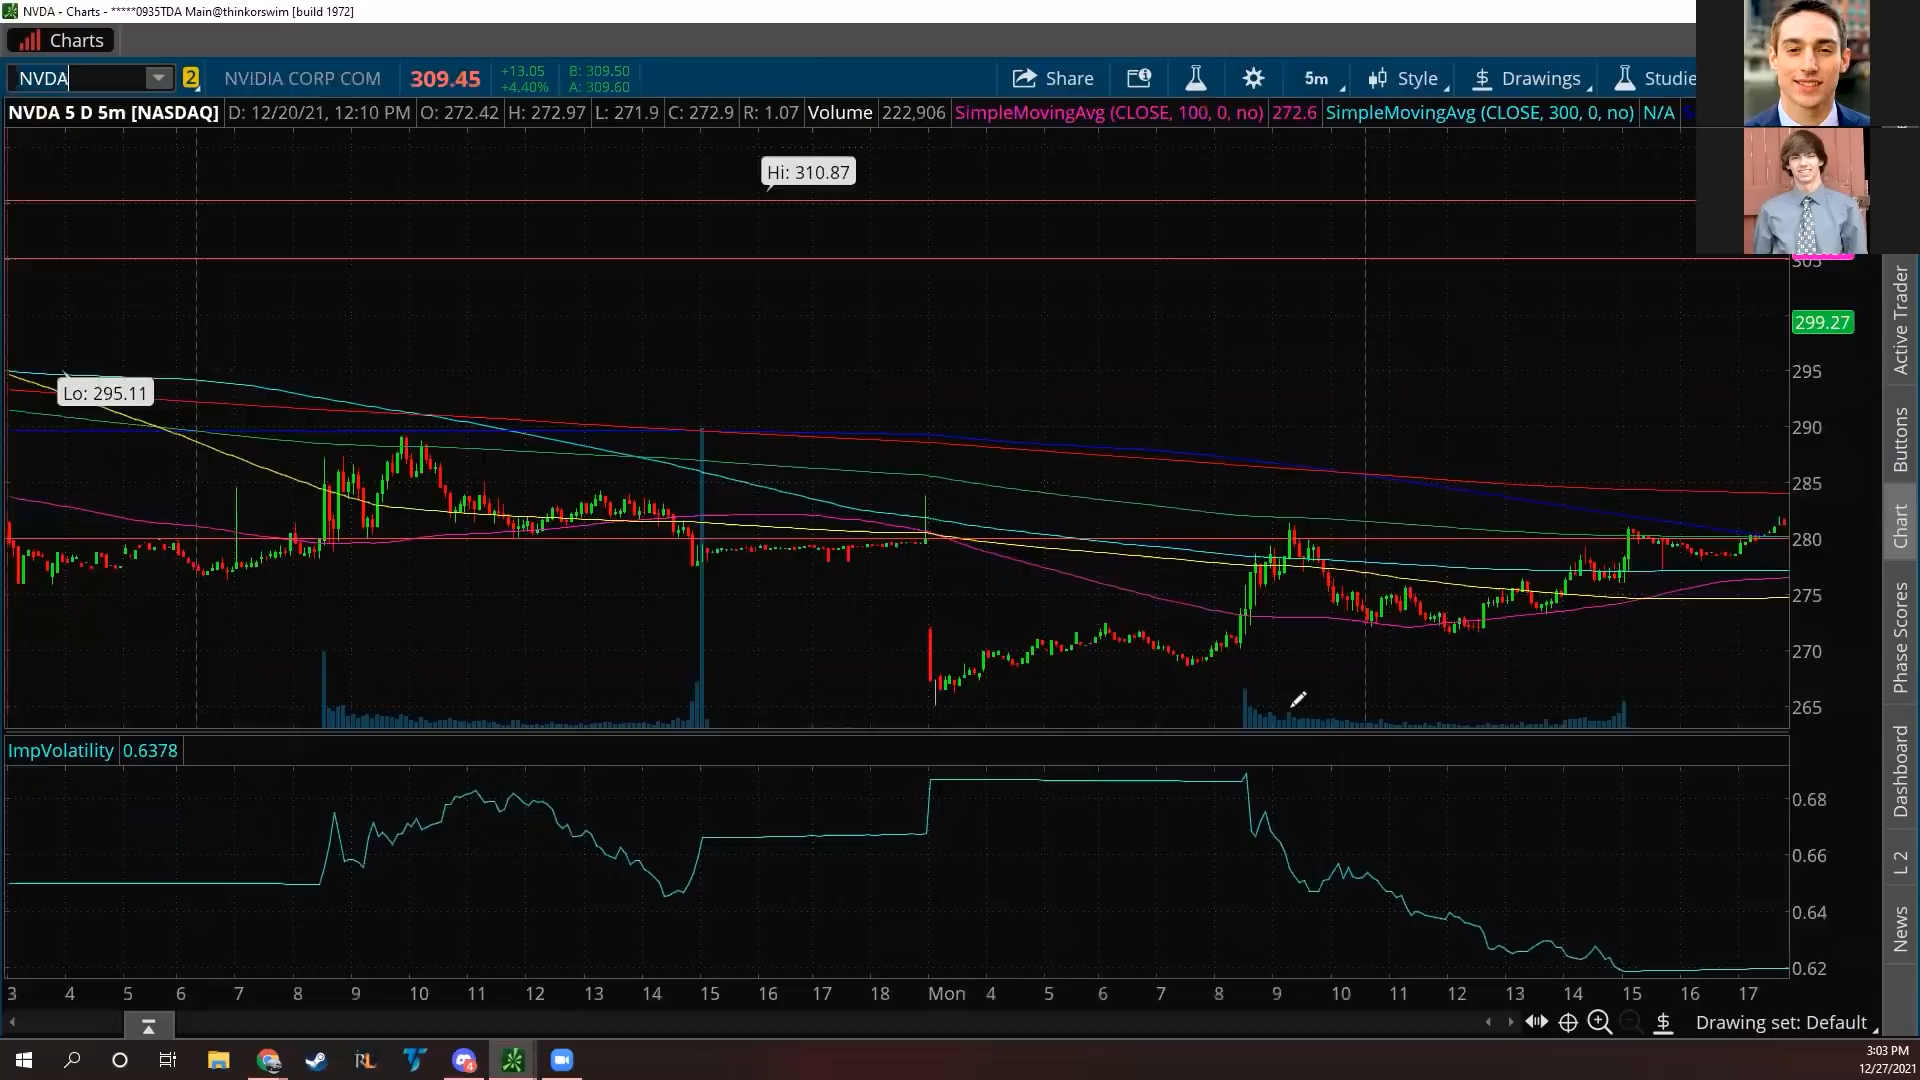 NVDA - Charts - *****0935TDA Main@thinkorswim [build 1972]
Charts
NVDA 2 NVIDIA CORP COM 309.45 +13.05 +4.40% B: 309.50 A: 309.60 Share 5m Style $ Drawings Studie
NVDA 5 D 5m [NASDAQ] D: 12/20/21, 12:10 PM O: 272.42 H: 272.97 L: 271.9 C: 272.9 R: 1.07 Volume 222,906 SimpleMovingAvg (CLOSE, 100, 0, no) 272.6 SimpleMovingAvg (CLOSE, 300, 0, no) N/A
Hi: 310.87
305
299.27
Lo: 295.11
295
290
285
280
275
270
265
ImpVolatility 0.6378
0.68
0.66
0.64
0.62
3 4 5 6 7 8 9 10 11 12 13 14 15 16 17 18 Mon 4 5 6 7 8 9 10 11 12 13 14 15 16 17
Active Trader
Buttons
Chart
Phase Scores
Dashboard
L 2
News
$ Drawing set: Default
RL
4
3:03 PM
12/27/2021